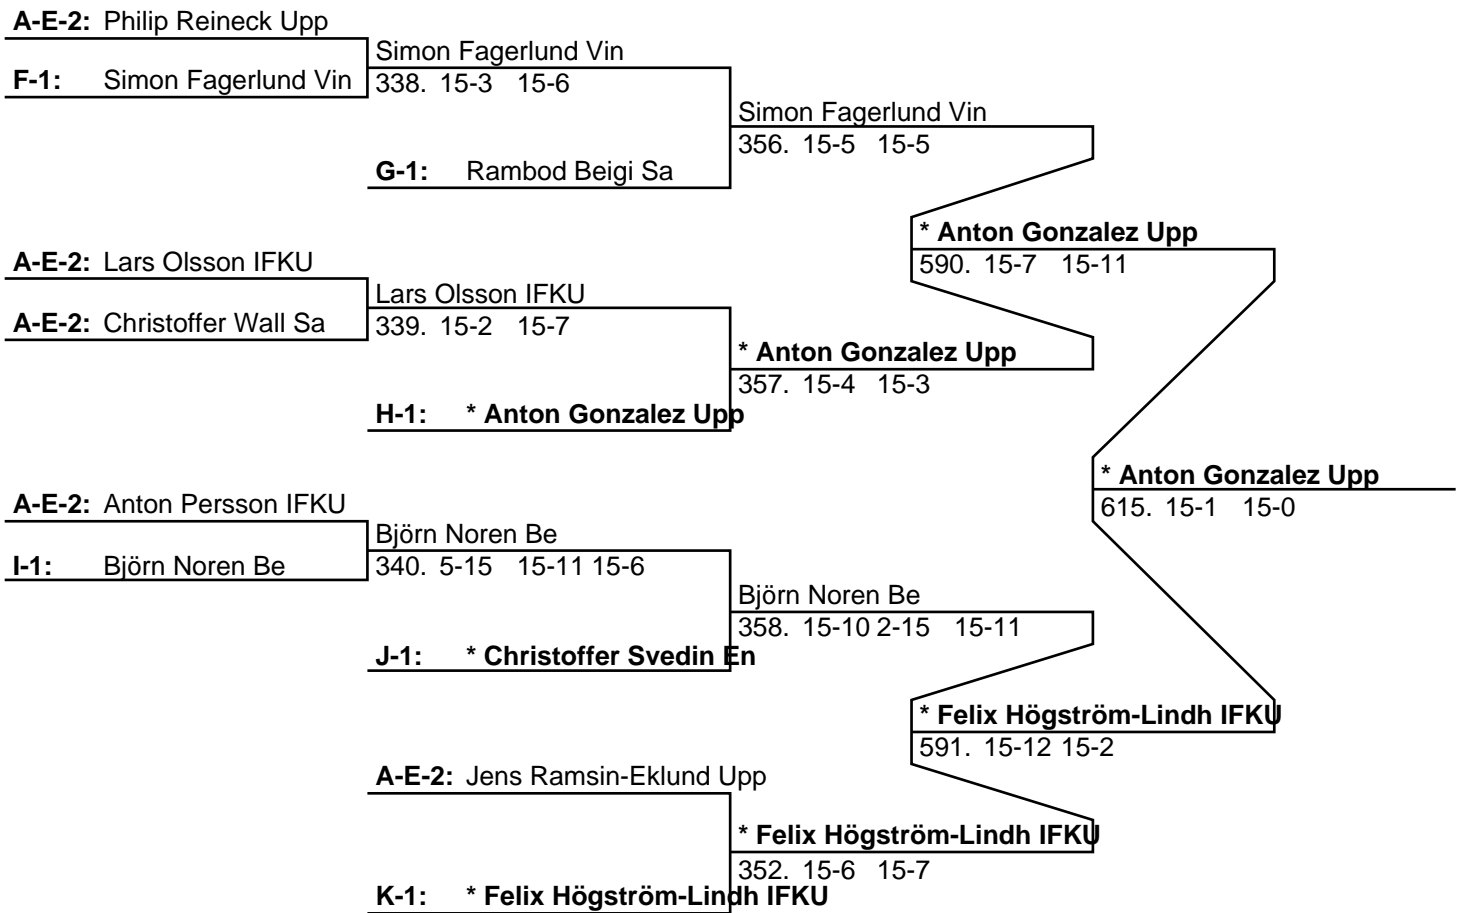 A-E-2: Philip Reineck Upp
Simon Fagerlund Vin
F-1: Simon Fagerlund Vin
338. 15-3 15-6
Simon Fagerlund Vin
356. 15-5 15-5
G-1: Rambod Beigi Sa
* Anton Gonzalez Upp
590. 15-7 15-11
A-E-2: Lars Olsson IFKU
Lars Olsson IFKU
A-E-2: Christoffer Wall Sa
339. 15-2 15-7
* Anton Gonzalez Upp
357. 15-4 15-3
H-1: * Anton Gonzalez Upp
* Anton Gonzalez Upp
615. 15-1 15-0
A-E-2: Anton Persson IFKU
Björn Noren Be
I-1: Björn Noren Be
340. 5-15 15-11 15-6
Björn Noren Be
358. 15-10 2-15 15-11
J-1: * Christoffer Svedin En
* Felix Högström-Lindh IFKU
591. 15-12 15-2
A-E-2: Jens Ramsin-Eklund Upp
* Felix Högström-Lindh IFKU
352. 15-6 15-7
K-1: * Felix Högström-Lindh IFKU